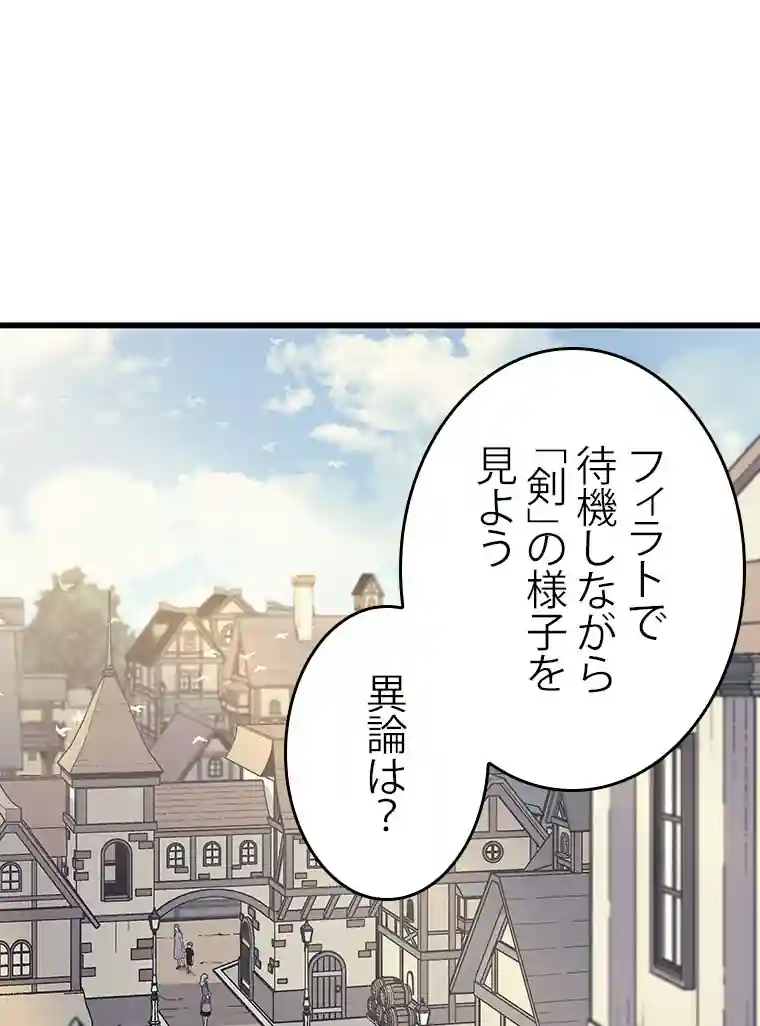 フィラトで
待機しながら
「剣」の様子を
見よう
異論は？